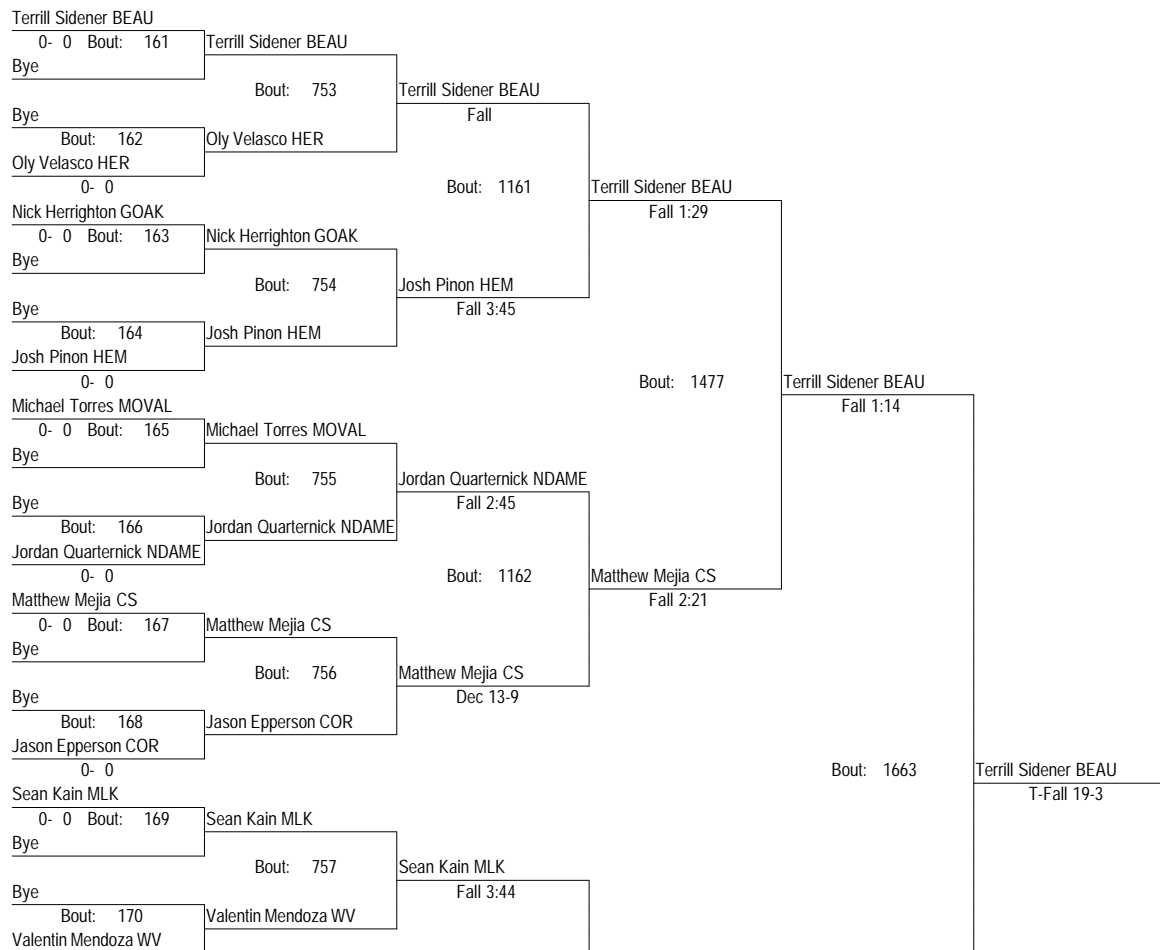 Terrill Sidener BEAU
0- 0 Bout: 161 Terrill Sidener BEAU
Bye
Bout: 753 Terrill Sidener BEAU
Bye Fall
Bout: 162 Oly Velasco HER
Oly Velasco HER
0- 0 Bout: 1161 Terrill Sidener BEAU
Nick Herrighton GOAK Fall 1:29
0- 0 Bout: 163 Nick Herrighton GOAK
Bye
Bout: 754 Josh Pinon HEM
Bye Fall 3:45
Bout: 164 Josh Pinon HEM
Josh Pinon HEM
0- 0 Bout: 1477 Terrill Sidener BEAU
Michael Torres MOVAL Fall 1:14
0- 0 Bout: 165 Michael Torres MOVAL
Bye
Bout: 755 Jordan Quarternick NDAME
Bye Fall 2:45
Bout: 166 Jordan Quarternick NDAME
Jordan Quarternick NDAME
0- 0 Bout: 1162 Matthew Mejia CS
Matthew Mejia CS Fall 2:21
0- 0 Bout: 167 Matthew Mejia CS
Bye
Bout: 756 Matthew Mejia CS
Bye Dec 13-9
Bout: 168 Jason Epperson COR
Jason Epperson COR
0- 0 Bout: 1663 Terrill Sidener BEAU
Sean Kain MLK T-Fall 19-3
0- 0 Bout: 169 Sean Kain MLK
Bye
Bout: 757 Sean Kain MLK
Bye Fall 3:44
Bout: 170 Valentin Mendoza WV
Valentin Mendoza WV